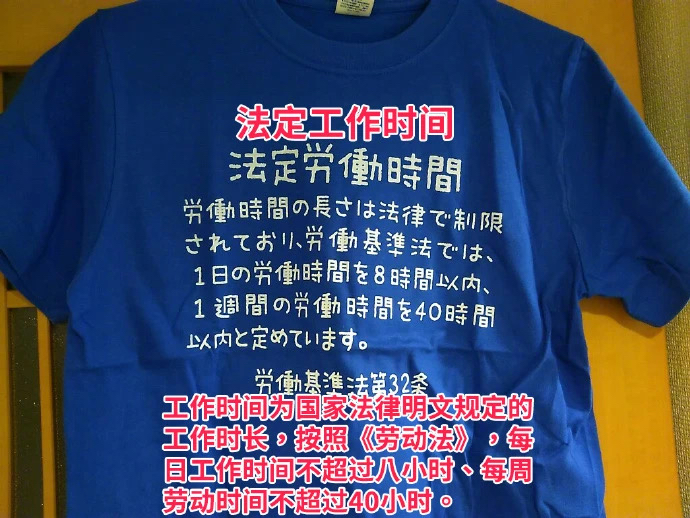 法定工作时间
法定労働時間
労働時間の長さは法律で制限
されており、労働基準法では、
1日の労働時間を8時間以内、
1週間の労働時間を40時間
以内と定めています。
労働基準法第32条
工作时间为国家法律明文规定的
工作时长，按照《劳动法》，每
日工作时间不超过八小时、每周
劳动时间不超过40小时。